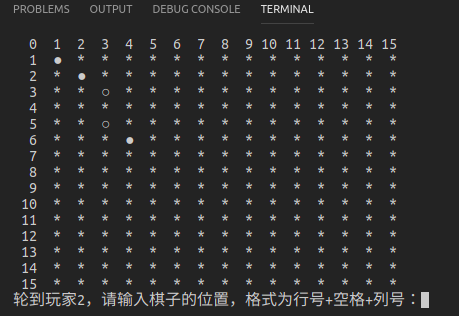 PROBLEMS OUTPUT DEBUG CONSOLE TERMINAL
0 1 2 3 4 5 6 7 8 9 10 11 12 13 14 15
1 ● * * * * * * * * * * * * * *
2 * ● * * * * * * * * * * * * *
3 * * ○ * * * * * * * * * * * *
4 * * * * * * * * * * * * * * *
5 * * ○ * * * * * * * * * * * *
6 * * * ● * * * * * * * * * * *
7 * * * * * * * * * * * * * * *
8 * * * * * * * * * * * * * * *
9 * * * * * * * * * * * * * * *
10 * * * * * * * * * * * * * * *
11 * * * * * * * * * * * * * * *
12 * * * * * * * * * * * * * * *
13 * * * * * * * * * * * * * * *
14 * * * * * * * * * * * * * * *
15 * * * * * * * * * * * * * * *
轮到玩家2，请输入棋子的位置，格式为行号+空格+列号：